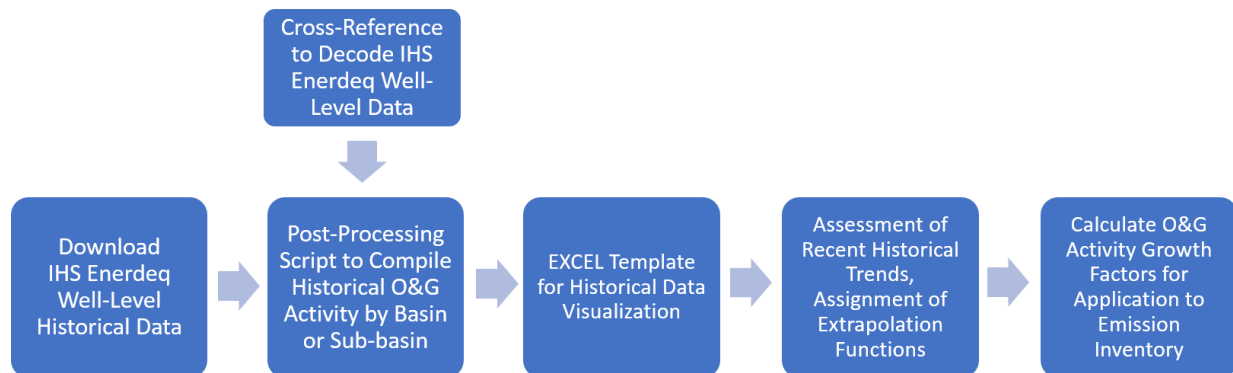 Cross-Reference
to Decode IHS
Enerdeq Well-
Level Data
Download
IHS Enerdeq
Well-Level
Historical Data
Post-Processing
Script to Compile
Historical O&G
Activity by Basin
or Sub-basin
EXCEL Template
for Historical Data
Visualization
Assessment of
Recent Historical
Trends,
Assignment of
Extrapolation
Functions
Calculate O&G
Activity Growth
Factors for
Application to
Emission
Inventory